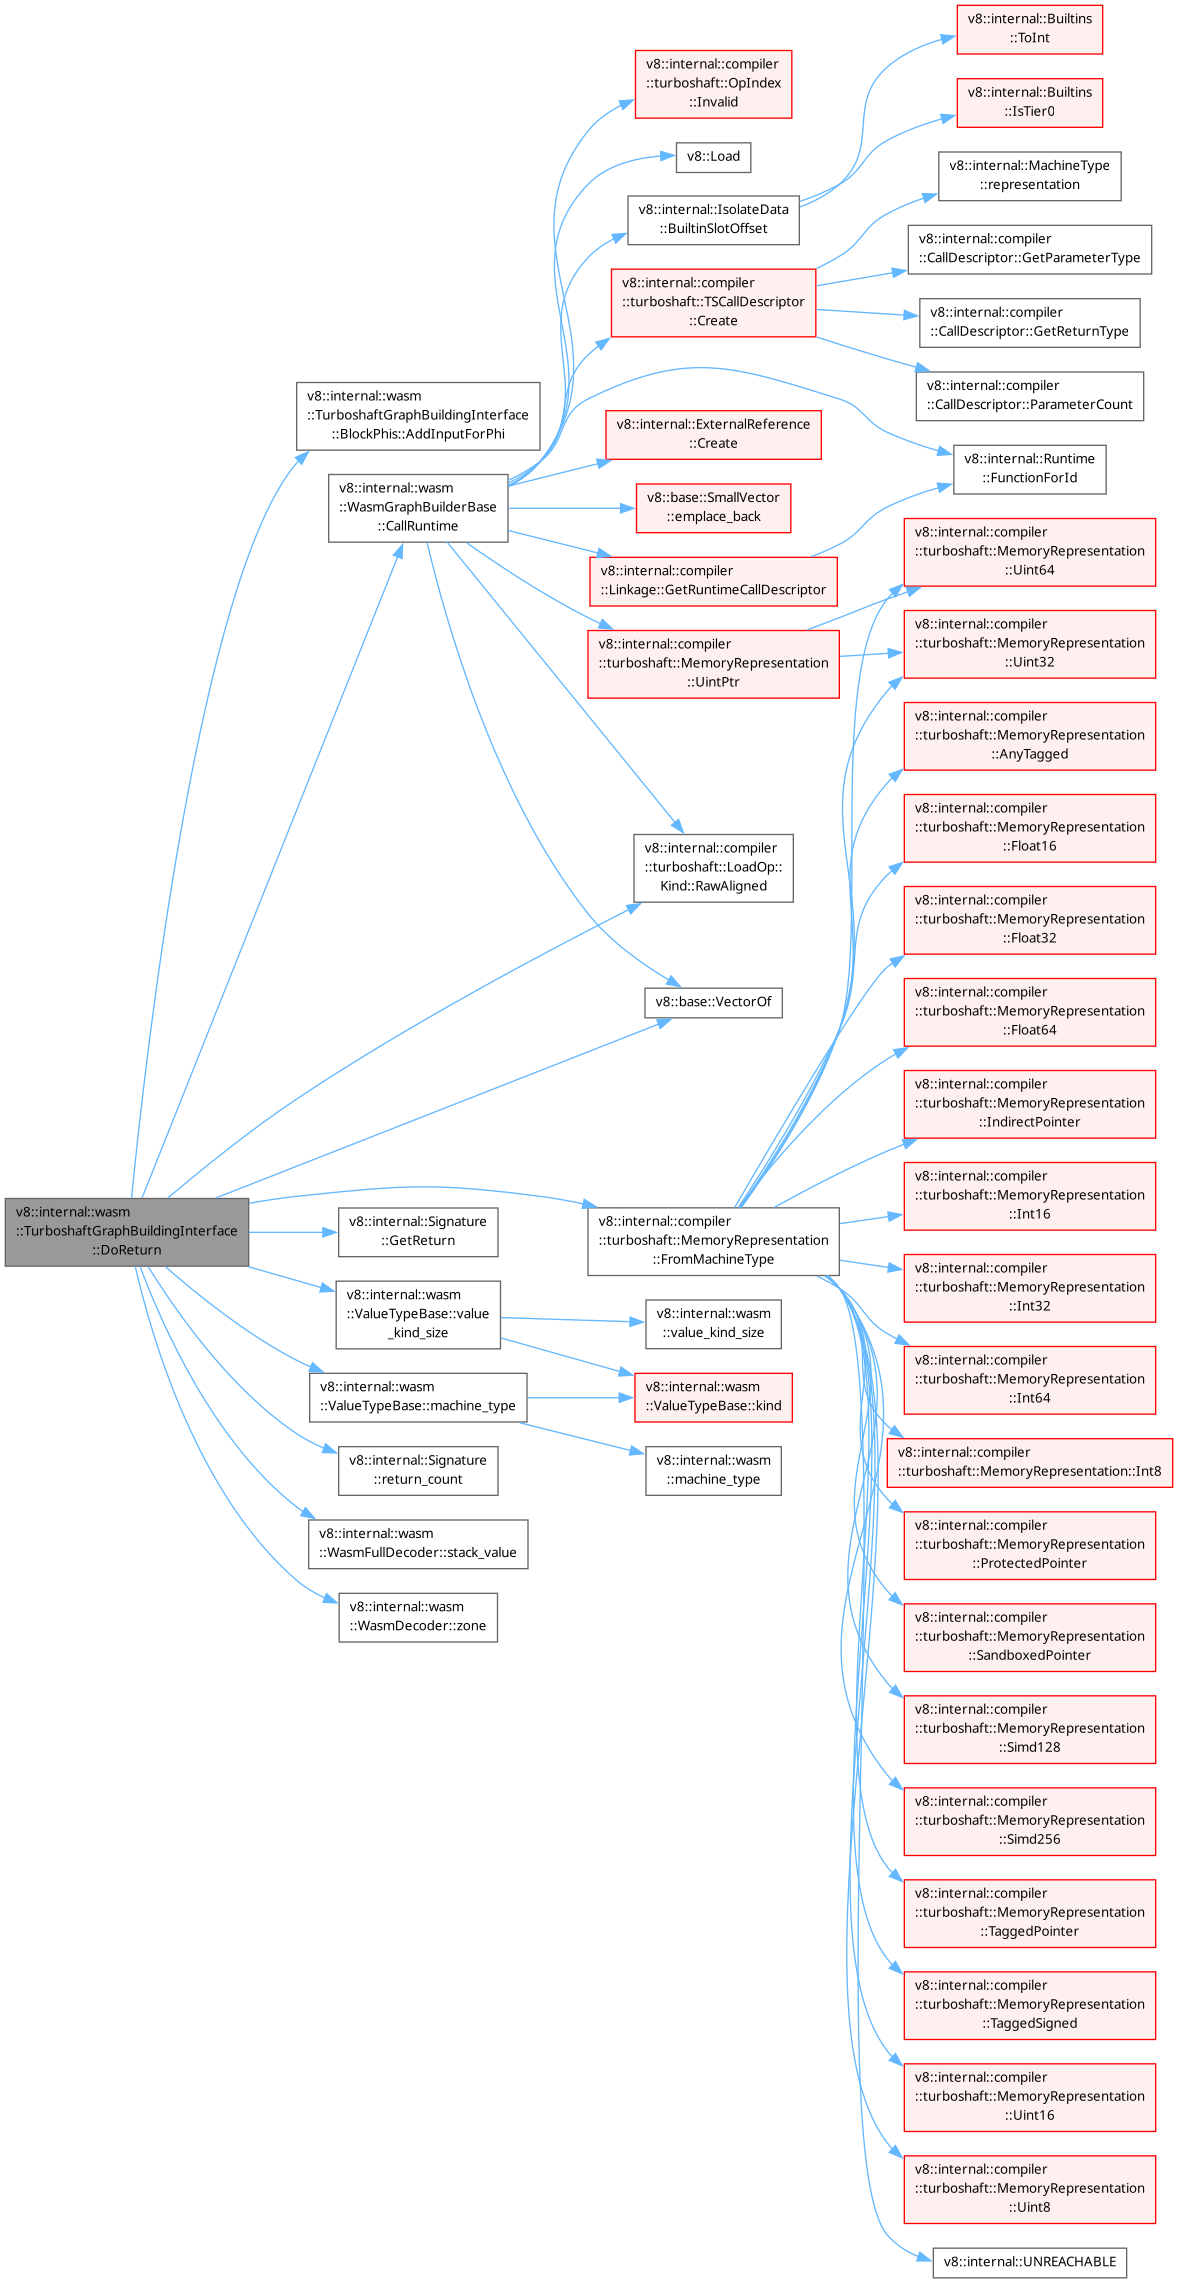 v8::internal::wasm
::TurboshaftGraphBuildingInterface
::DoReturn
v8::internal::wasm
::TurboshaftGraphBuildingInterface
::BlockPhis::AddInputForPhi
v8::internal::wasm
::WasmGraphBuilderBase
::CallRuntime
v8::internal::Signature
::GetReturn
v8::internal::wasm
::ValueTypeBase::value
_kind_size
v8::internal::wasm
::ValueTypeBase::machine_type
v8::internal::Signature
::return_count
v8::internal::wasm
::WasmFullDecoder::stack_value
v8::internal::wasm
::WasmDecoder::zone
v8::internal::compiler
::turboshaft::OpIndex
::Invalid
v8::Load
v8::internal::IsolateData
::BuiltinSlotOffset
v8::internal::compiler
::turboshaft::TSCallDescriptor
::Create
v8::internal::ExternalReference
::Create
v8::base::SmallVector
::emplace_back
v8::internal::compiler
::Linkage::GetRuntimeCallDescriptor
v8::internal::compiler
::turboshaft::MemoryRepresentation
::UintPtr
v8::internal::compiler
::turboshaft::LoadOp::
Kind::RawAligned
v8::base::VectorOf
v8::internal::compiler
::turboshaft::MemoryRepresentation
::FromMachineType
v8::internal::wasm
::value_kind_size
v8::internal::wasm
::ValueTypeBase::kind
v8::internal::wasm
::machine_type
v8::internal::Builtins
::ToInt
v8::internal::Builtins
::IsTier0
v8::internal::MachineType
::representation
v8::internal::compiler
::CallDescriptor::GetParameterType
v8::internal::compiler
::CallDescriptor::GetReturnType
v8::internal::compiler
::CallDescriptor::ParameterCount
v8::internal::Runtime
::FunctionForId
v8::internal::compiler
::turboshaft::MemoryRepresentation
::Uint64
v8::internal::compiler
::turboshaft::MemoryRepresentation
::Uint32
v8::internal::compiler
::turboshaft::MemoryRepresentation
::AnyTagged
v8::internal::compiler
::turboshaft::MemoryRepresentation
::Float16
v8::internal::compiler
::turboshaft::MemoryRepresentation
::Float32
v8::internal::compiler
::turboshaft::MemoryRepresentation
::Float64
v8::internal::compiler
::turboshaft::MemoryRepresentation
::IndirectPointer
v8::internal::compiler
::turboshaft::MemoryRepresentation
::Int16
v8::internal::compiler
::turboshaft::MemoryRepresentation
::Int32
v8::internal::compiler
::turboshaft::MemoryRepresentation
::Int64
v8::internal::compiler
::turboshaft::MemoryRepresentation::Int8
v8::internal::compiler
::turboshaft::MemoryRepresentation
::ProtectedPointer
v8::internal::compiler
::turboshaft::MemoryRepresentation
::SandboxedPointer
v8::internal::compiler
::turboshaft::MemoryRepresentation
::Simd128
v8::internal::compiler
::turboshaft::MemoryRepresentation
::Simd256
v8::internal::compiler
::turboshaft::MemoryRepresentation
::TaggedPointer
v8::internal::compiler
::turboshaft::MemoryRepresentation
::TaggedSigned
v8::internal::compiler
::turboshaft::MemoryRepresentation
::Uint16
v8::internal::compiler
::turboshaft::MemoryRepresentation
::Uint8
v8::internal::UNREACHABLE